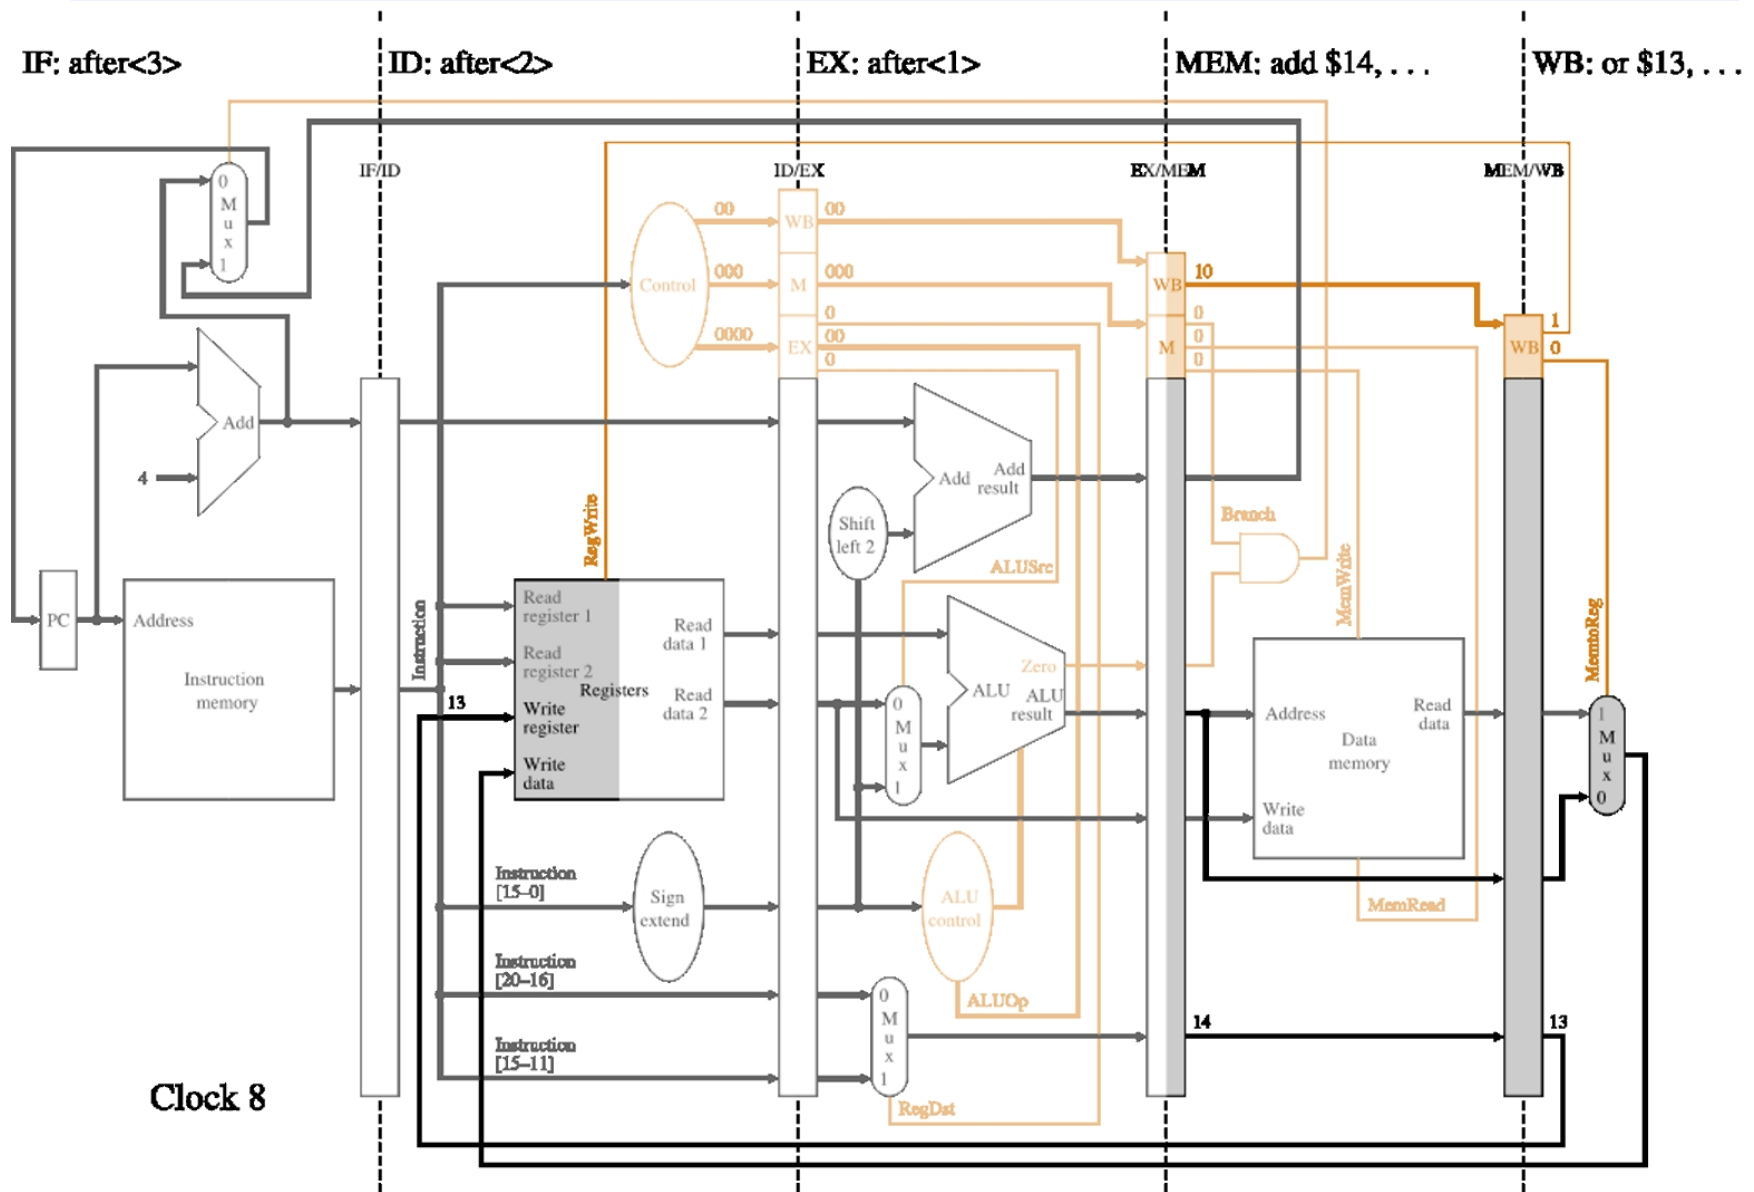 IF: after<3>
ID: after<2>
EX: after<1>
MEM: add $14, . . .
WB: or $13, . . .
IF/ID
ID/EX
EX/MEM
MEM/WB
0
M
u
x
1
Control
00
000
0000
WB
M
EX
00
000
0
00
0
WB
M
10
0
0
0
WB
1
0
Add
4
RegWrite
Shift
left 2
Add
Add
result
ALUSrc
Branch
MemWrite
MemtoReg
PC
Address
Instruction
memory
Instruction
Read
register 1
Read
register 2
Registers
Write
register
Write
data
Read
data 1
Read
data 2
13
0
M
u
x
1
Zero
ALU
ALU
result
Address
Data
memory
Read
data
Write
data
1
M
u
x
0
Instruction
[15–0]
Sign
extend
ALU
control
MemRead
Instruction
[20–16]
ALUOp
0
M
u
x
1
Instruction
[15–11]
14
13
RegDst
Clock 8